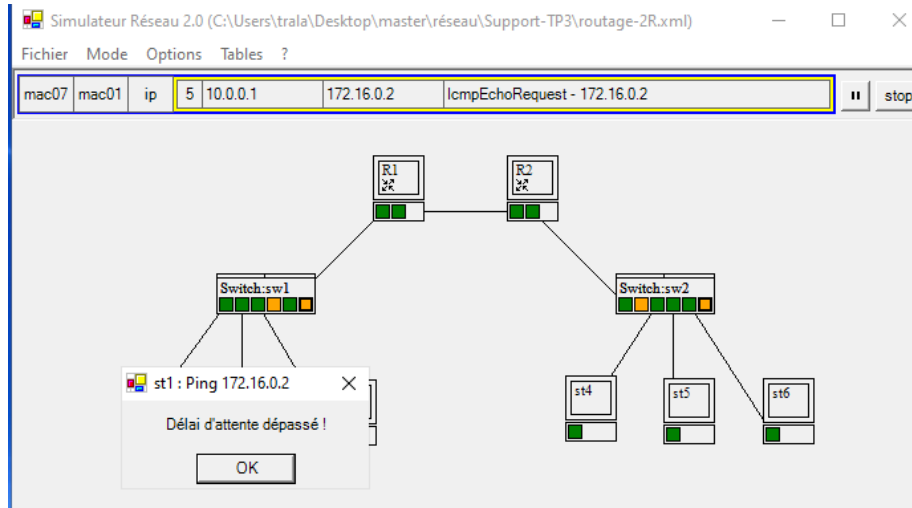 Simulateur Réseau 2.0 (C:\Users\trala\Desktop\master\réseau\Support-TP3\routage-2R.xml)
Fichier Mode Options Tables ?
mac07 mac01 ip 5 10.0.0.1 172.16.0.2 IcmpEchoRequest - 172.16.0.2 stop
R1 R2
Switch:sw1 Switch:sw2
st1 : Ping 172.16.0.2
Délai d'attente dépassé !
OK
st4 st5 st6